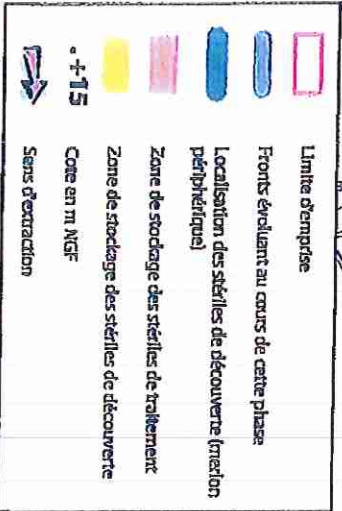 Limite d'emprise
Fronts évoluant au cours de cette phase
Localisation des stériles de découverte (merlon
périphérique)
Zone de stockage des stériles de traitement
Zone de stockage des stériles de découverte
.+15 Cote en m NGF
Sens d'extraction